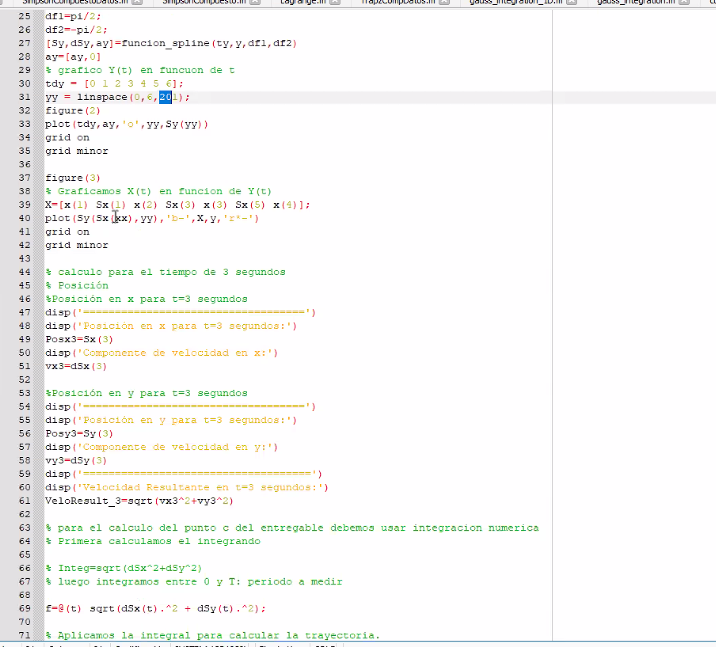 SimpsonCompuestoDatos.m SimpsonCompuesto.m Lagrange.m TrapzCompDatos.m gauss_integration_1D.m gauss_integration.m
25 df1=pi/2;
26 df2=-pi/2;
27 [Sy,dSy,ay]=funcion_spline(ty,y,df1,df2)
28 ay=[ay,0]
29 % grafico Y(t) en funcuon de t
30 tdy = [0 1 2 3 4 5 6];
31 yy = linspace(0,6,201);
32 figure(2)
33 plot(tdy,ay,'o',yy,Sy(yy))
34 grid on
35 grid minor
36
37 figure(3)
38 % Graficamos X(t) en funcion de Y(t)
39 X=[x(1) Sx(1) x(2) Sx(3) x(3) Sx(5) x(4)];
40 plot(Sy(Sx(xx),yy),'b-',X,y,'r*-')
41 grid on
42 grid minor
43
44 % calculo para el tiempo de 3 segundos
45 % Posición
46 %Posición en x para t=3 segundos
47 disp('===================================')
48 disp('Posición en x para t=3 segundos:')
49 Posx3=Sx(3)
50 disp('Componente de velocidad en x:')
51 vx3=dSx(3)
52
53 %Posición en y para t=3 segundos
54 disp('===================================')
55 disp('Posición en y para t=3 segundos:')
56 Posy3=Sy(3)
57 disp('Componente de velocidad en y:')
58 vy3=dSy(3)
59 disp('====================================')
60 disp('Velocidad Resultante en t=3 segundos:')
61 VeloResult_3=sqrt(vx3^2+vy3^2)
62
63 % para el calculo del punto c del entregable debemos usar integracion numerica
64 % Primera calculamos el integrando
65
66 % Integ=sqrt(dSx^2+dSy^2)
67 % luego integramos entre 0 y T: periodo a medir
68
69 f=@(t) sqrt(dSx(t).^2 + dSy(t).^2);
70
71 % Aplicamos la integral para calcular la trayectoria.